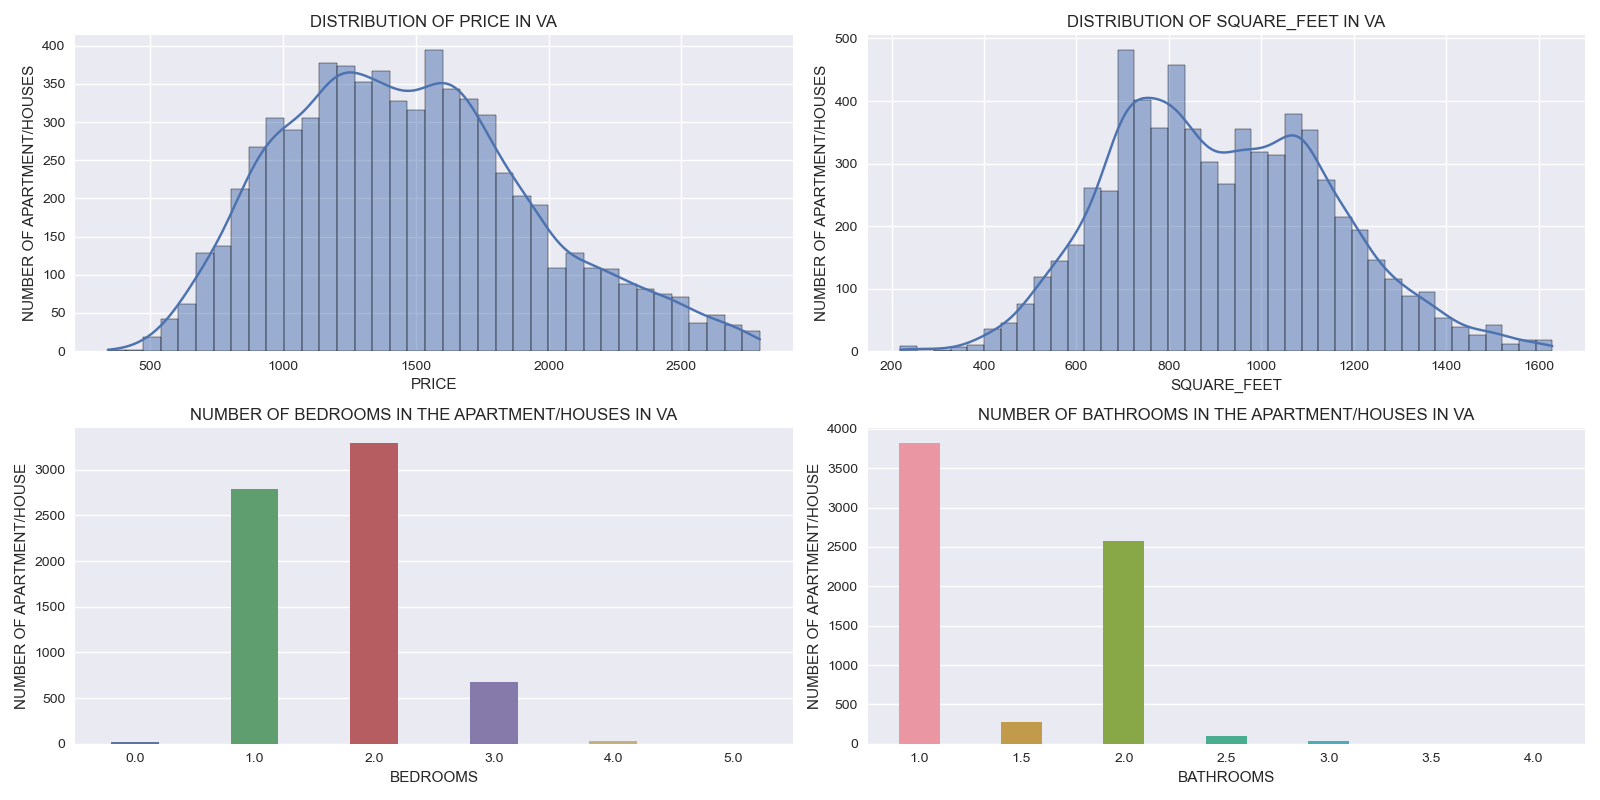 DISTRIBUTION OF PRICE IN VA
NUMBER OF APARTMENT/HOUSES
400
350
300
250
200
150
100
50
0
500 1000 1500 2000 2500
PRICE
DISTRIBUTION OF SQUARE_FEET IN VA
NUMBER OF APARTMENT/HOUSES
500
400
300
200
100
0
200 400 600 800 1000 1200 1400 1600
SQUARE_FEET
NUMBER OF BEDROOMS IN THE APARTMENT/HOUSES IN VA
NUMBER OF APARTMENT/HOUSE
3000
2500
2000
1500
1000
500
0
0.0 1.0 2.0 3.0 4.0 5.0
BEDROOMS
NUMBER OF BATHROOMS IN THE APARTMENT/HOUSES IN VA
NUMBER OF APARTMENT/HOUSE
4000
3500
3000
2500
2000
1500
1000
500
0
1.0 1.5 2.0 2.5 3.0 3.5 4.0
BATHROOMS